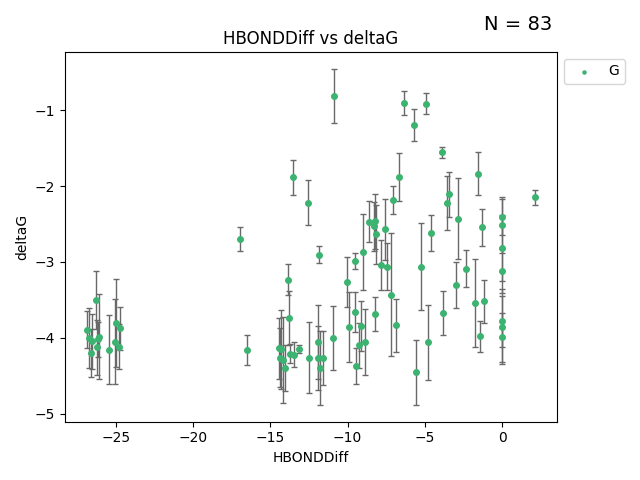 N = 83
HBONDDiff vs deltaG
G
deltaG
−1
−2
−3
−4
−5
−25
−20
−15
−10
−5
0
HBONDDiff